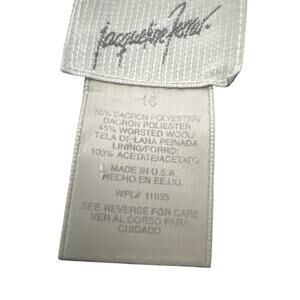 Jacqueline Ferrar
16
55% DACRON POLYESTER/
DACRON POLIESTER
45% WORSTED WOOL/
TELA DE LANA PEINADA
LINING/FORRO:
100% ACETATE/ACETATO
MADE IN U.S.A.
HECHO EN EE.UU.
WPL# 11935
SEE REVERSE FOR CARE
VER AL DORSO PARA
CUIDADO